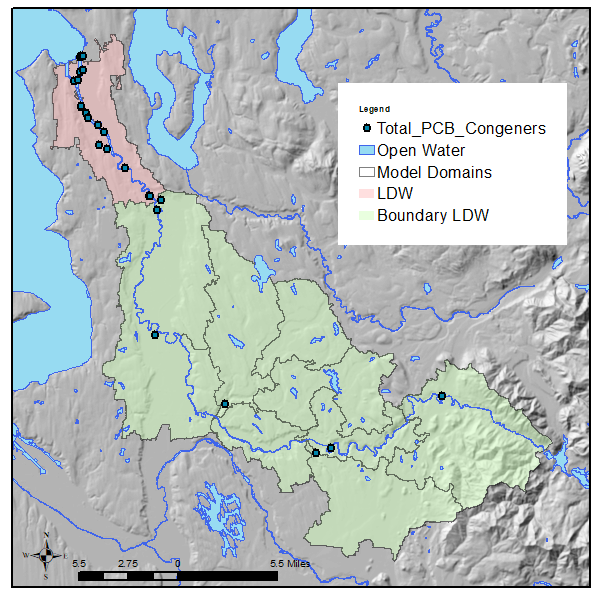 Legend
Total_PCB_Congeners
Open Water
Model Domains
LDW
Boundary LDW
N
W E
S
5.5 2.75 0 5.5 Miles